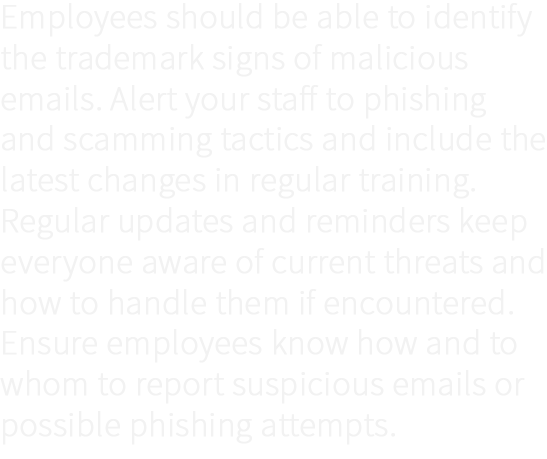 Employees should be able to identify
the trademark signs of malicious
emails. Alert your staff to phishing
and scamming tactics and include the
latest changes in regular training.
Regular updates and reminders keep
everyone aware of current threats and
how to handle them if encountered.
Ensure employees know how and to
whom to report suspicious emails or
possible phishing attempts.